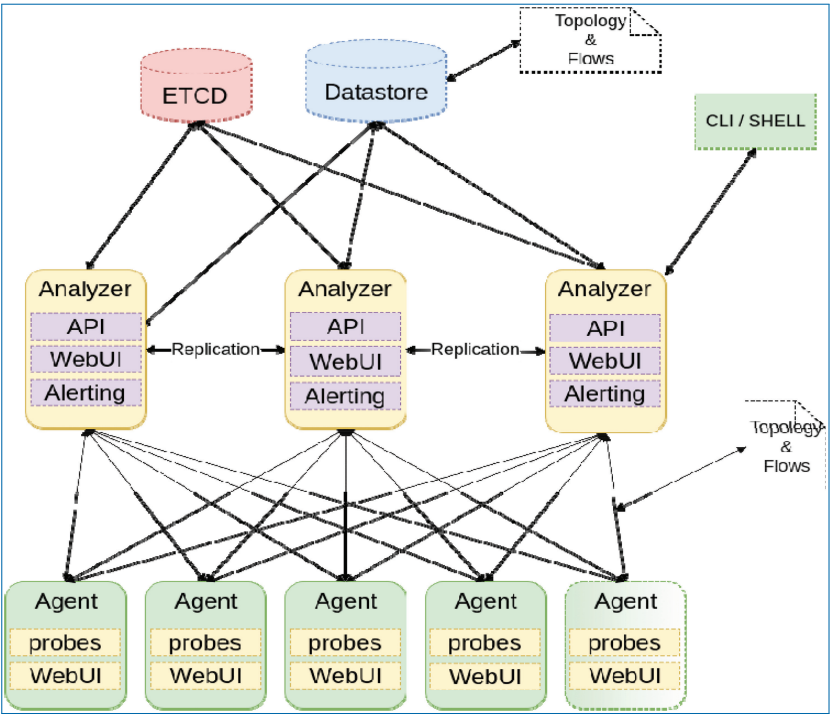 Topology
&
Flows
ETCD
Datastore
CLI / SHELL
Analyzer
API
WebUI
Alerting
Replication
Analyzer
API
WebUI
Alerting
Replication
Analyzer
API
WebUI
Alerting
Topology
&
Flows
Agent
probes
WebUI
Agent
probes
WebUI
Agent
probes
WebUI
Agent
probes
WebUI
Agent
probes
WebUI